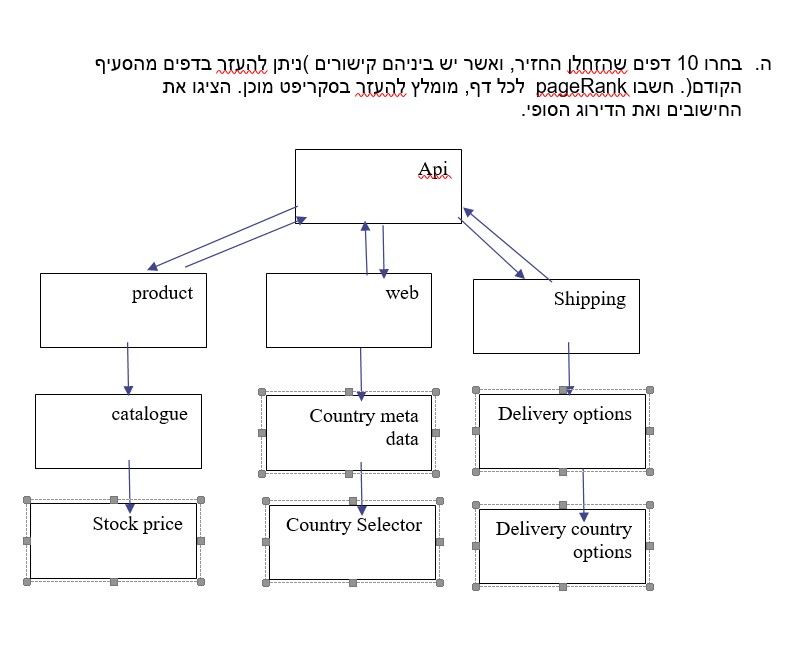 ה. בחרו 10 דפים שהזחלן החזיר, ואשר יש ביניהם קישורים )ניתן להעזר בדפים מהסעיף
הקודם(. חשבו pageRank לכל דף, מומלץ להעזר בסקריפט מוכן. הציגו את
החישובים ואת הדירוג הסופי.
Api
product
web
Shipping
catalogue
Country meta
data
Delivery options
Stock price
Country Selector
Delivery country
options